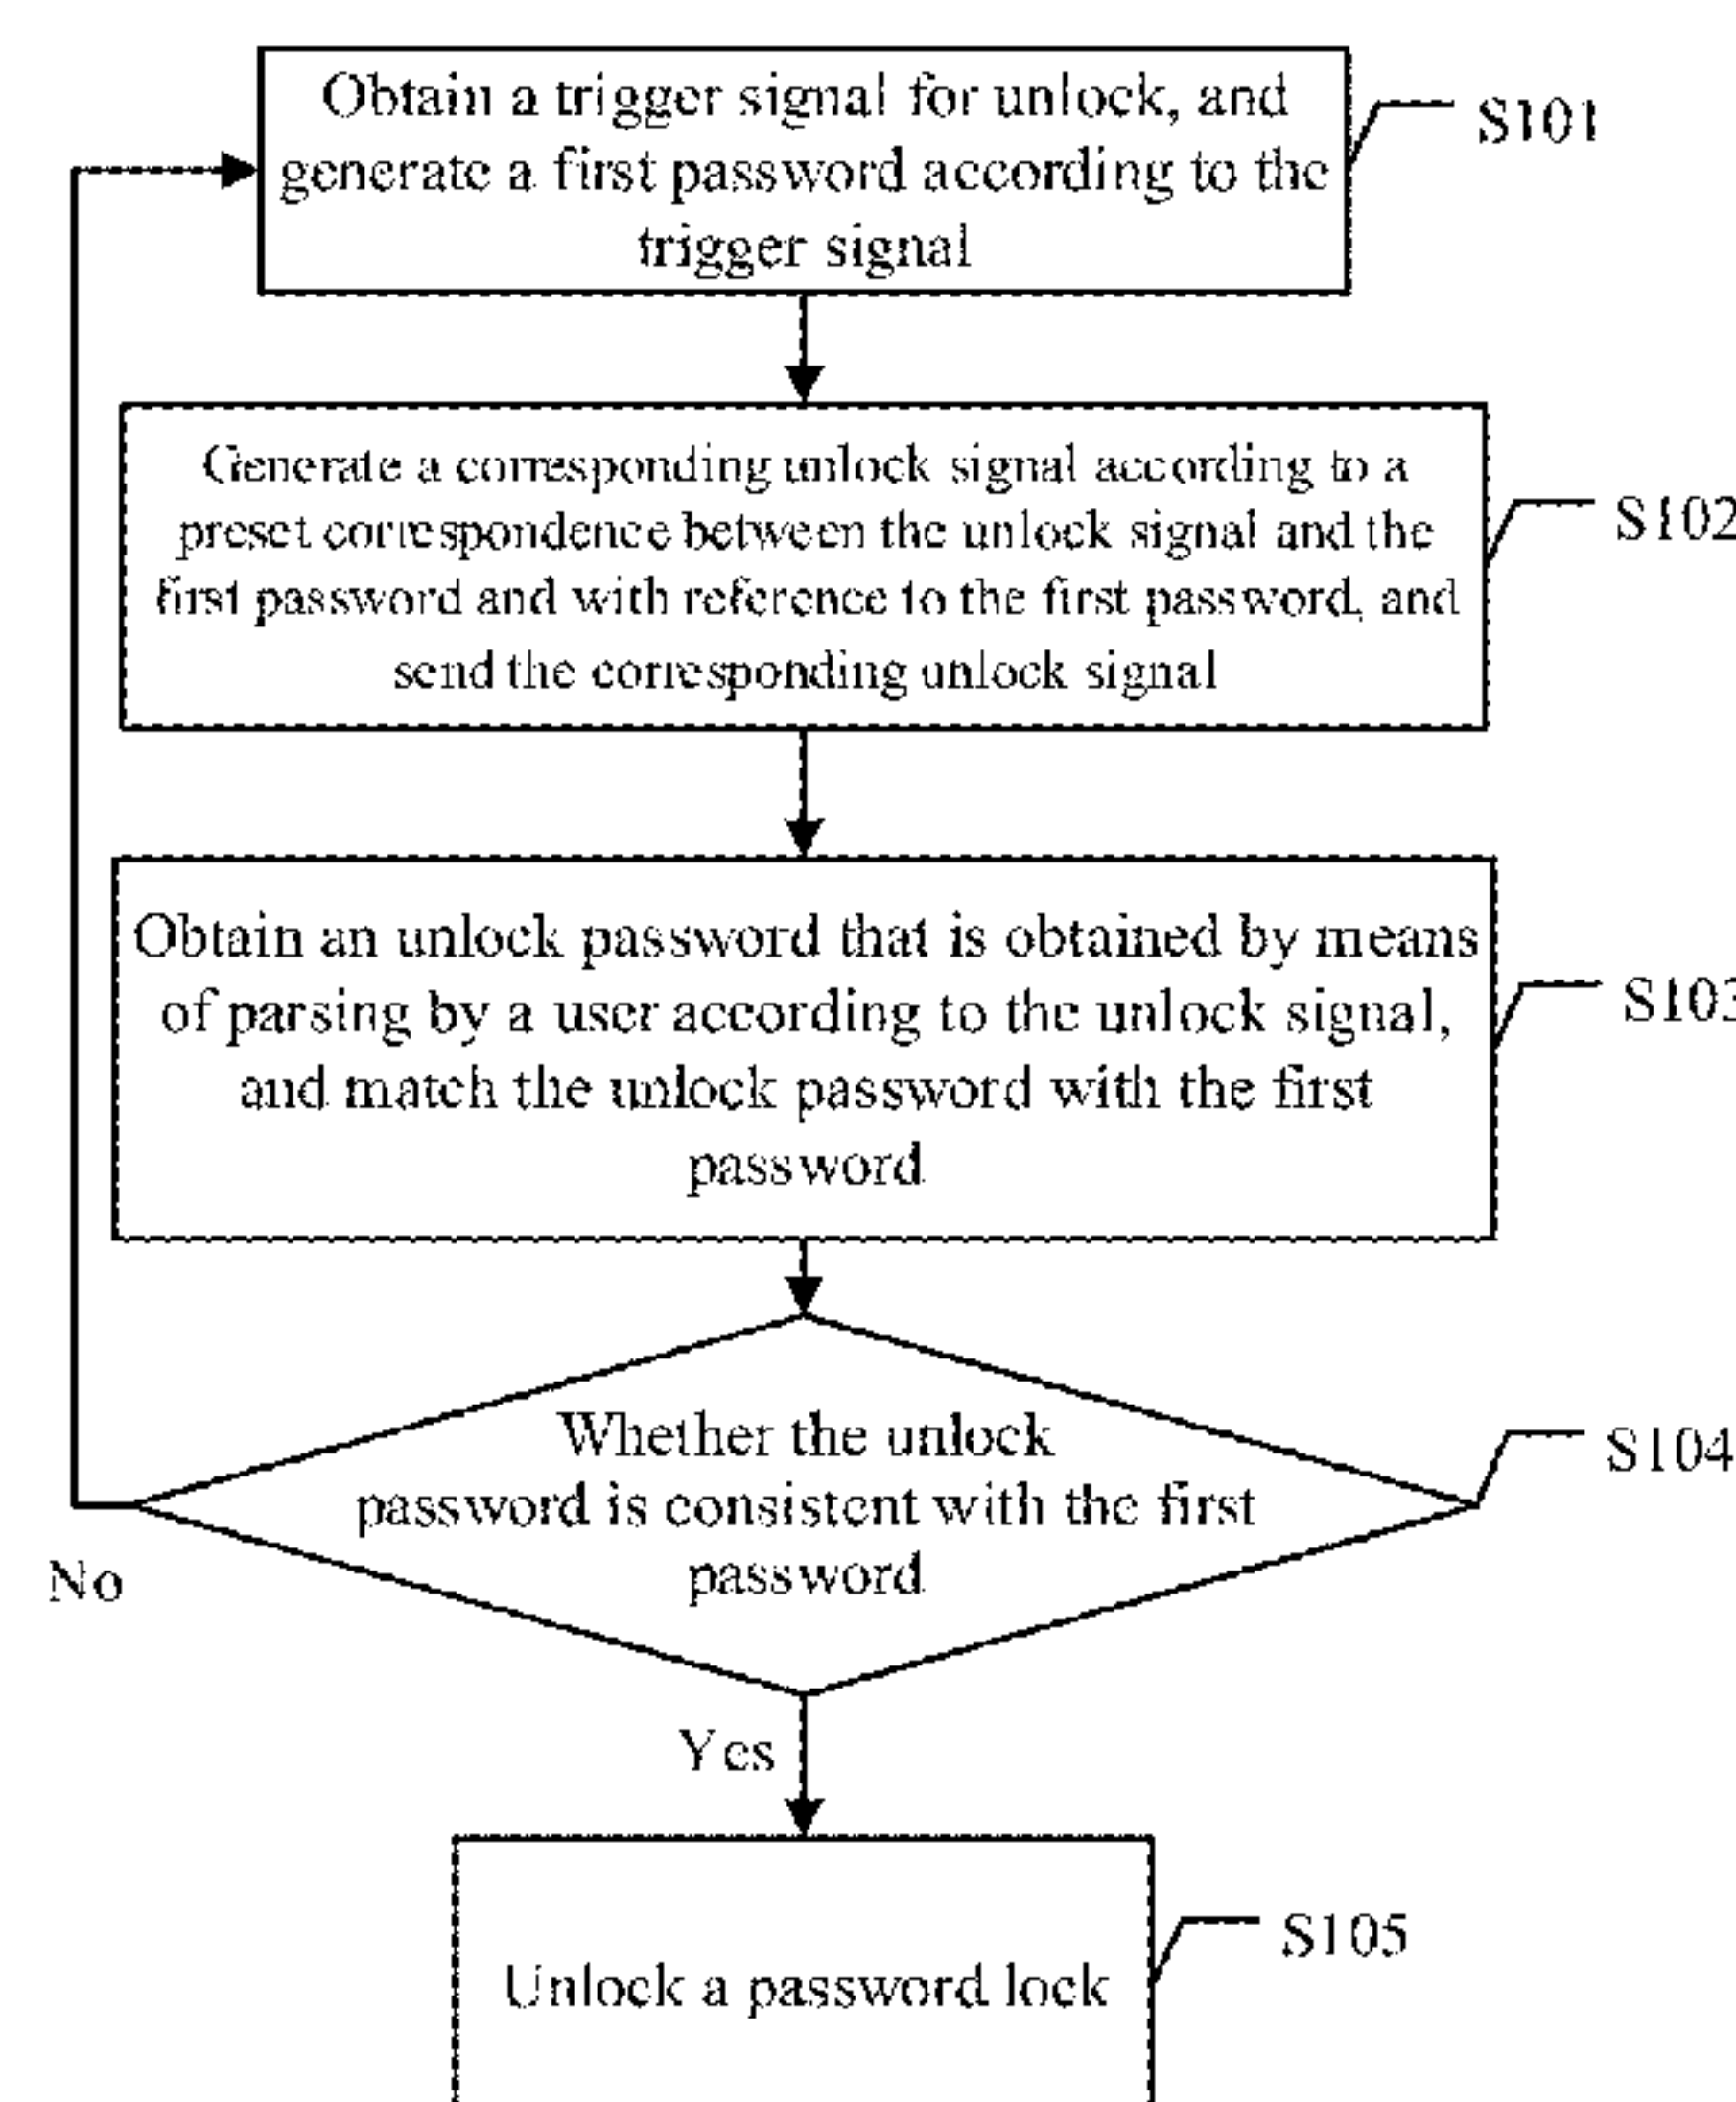 Obtain a trigger signal for unlock, and
generate a first password according to the
trigger signal
S101
Generate a corresponding unlock signal according to a
preset correspondence between the unlock signal and the
first password and with reference to the first password, and
send the corresponding unlock signal
S102
Obtain an unlock password that is obtained by means
of parsing by a user according to the unlock signal,
and match the unlock password with the first
password
S103
Whether the unlock
password is consistent with the first
password
S104
No
Yes
Unlock a password lock
S105